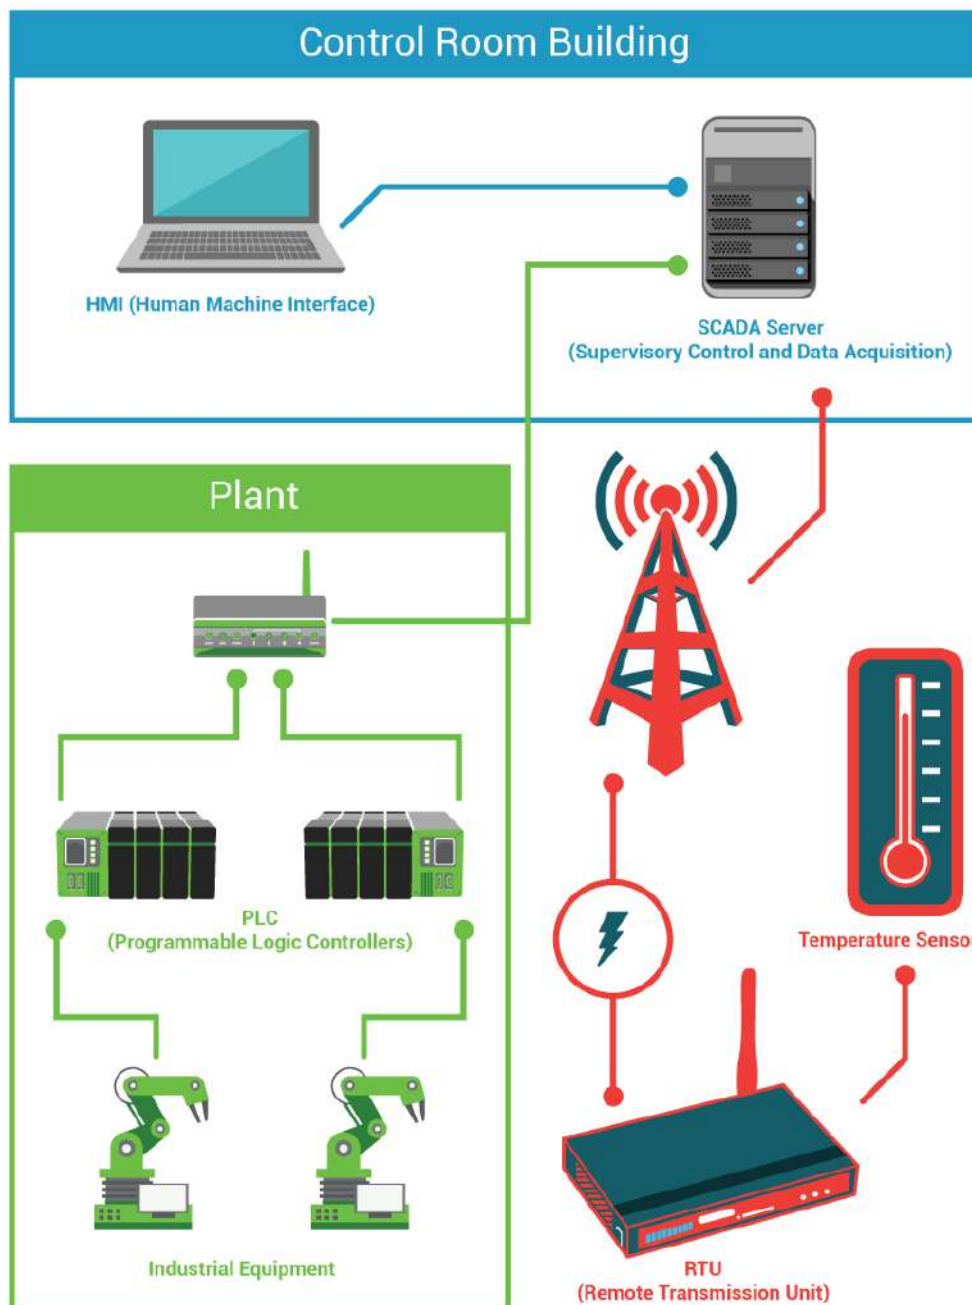 Control Room Building
HMI (Human Machine Interface)
SCADA Server
(Supervisory Control and Data Acquisition)
Plant
PLC
(Programmable Logic Controllers)
Temperature Senso
Industrial Equipment
RTU
(Remote Transmission Unit)